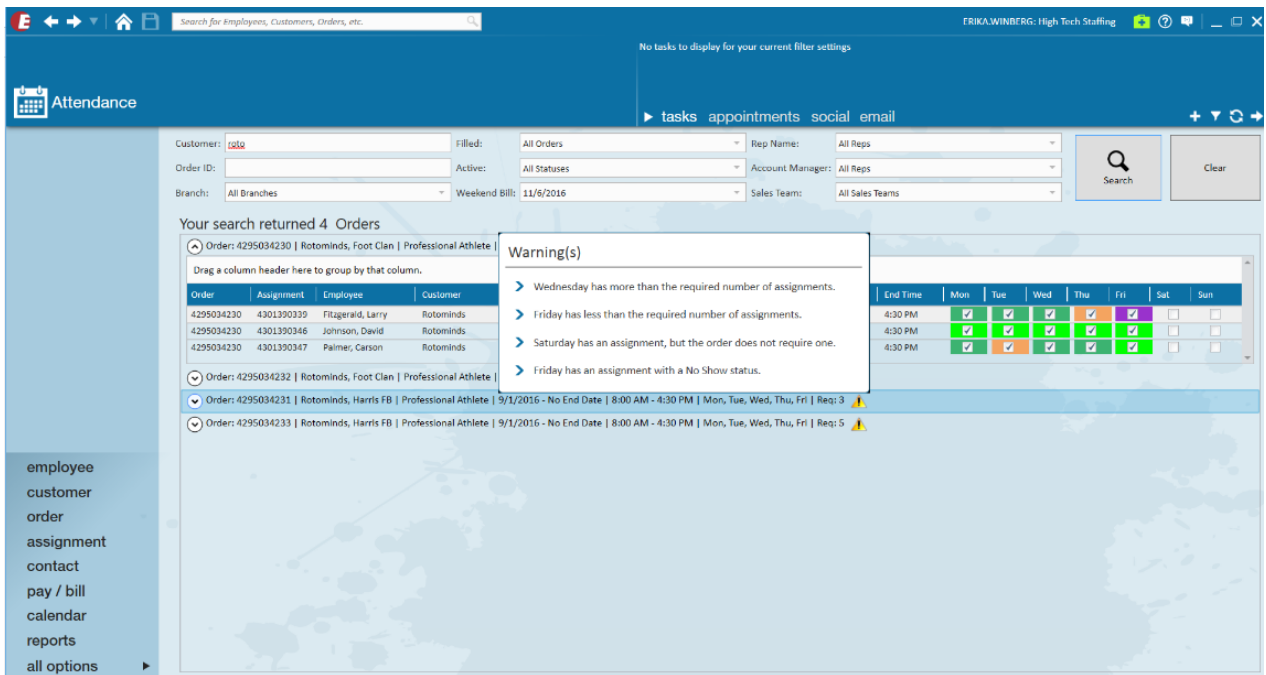 E Search for Employees, Customers, Orders, etc. ERIKA.WINBERG: High Tech Staffing
No tasks to display for your current filter settings
Attendance
tasks appointments social email
Customer: roto Filled: All Orders Rep Name: All Reps
Order ID: Active: All Statuses Account Manager: All Reps Search Clear
Branch: All Branches Weekend Bill: 11/6/2016 Sales Team: All Sales Teams
Your search returned 4 Orders
Order: 4295034230 | Rotominds, Foot Clan | Professional Athlete |
Warning(s)
Wednesday has more than the required number of assignments.
Friday has less than the required number of assignments.
Saturday has an assignment, but the order does not require one.
Friday has an assignment with a No Show status.
Drag a column header here to group by that column.
Order Assignment Employee Customer End Time Mon Tue Wed Thu Fri Sat Sun
4295034230 4301390339 Fitzgerald, Larry Rotominds 4:30 PM
4295034230 4301390346 Johnson, David Rotominds 4:30 PM
4295034230 4301390347 Palmer, Carson Rotominds 4:30 PM
Order: 4295034232 | Rotominds, Foot Clan | Professional Athlete |
Order: 4295034231 | Rotominds, Harris FB | Professional Athlete | 9/1/2016 - No End Date | 8:00 AM - 4:30 PM | Mon, Tue, Wed, Thu, Fri | Req: 3
Order: 4295034233 | Rotominds, Harris FB | Professional Athlete | 9/1/2016 - No End Date | 8:00 AM - 4:30 PM | Mon, Tue, Wed, Thu, Fri | Req: 5
employee
customer
order
assignment
contact
pay / bill
calendar
reports
all options